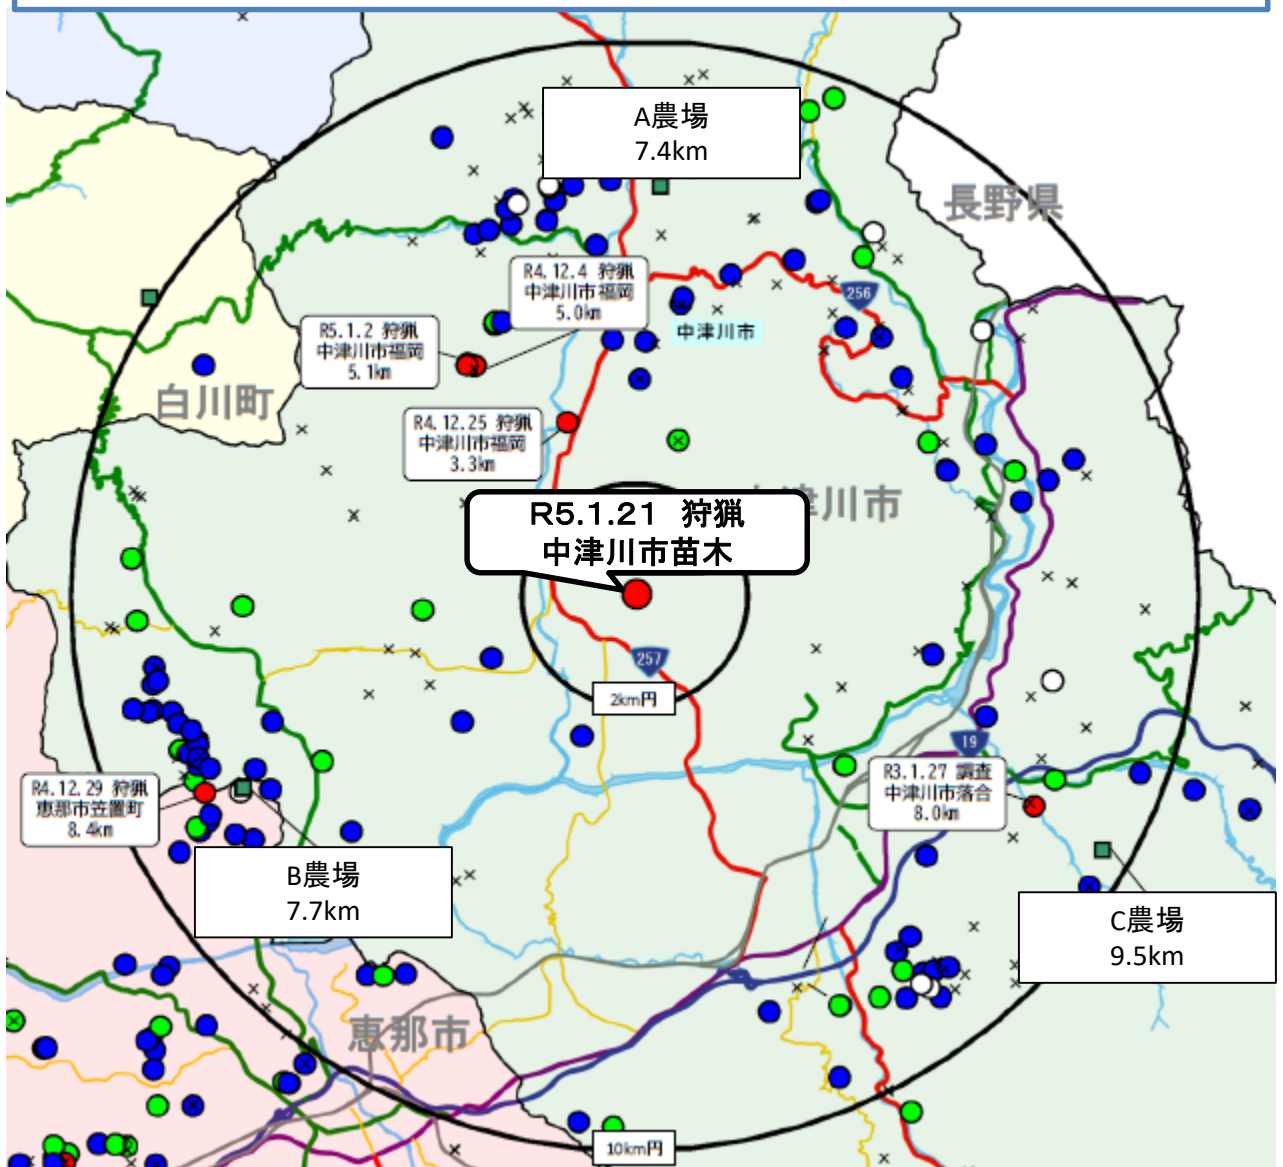 A農場
7.4km
長野県
R4.12.4 狩猟
中津川市福岡
5.0km
256
R5.1.2 狩猟
中津川市福岡
5.1km
中津川市
白川町
R4.12.25 狩猟
中津川市福岡
3.3km
R5.1.21 狩猟
中津川市苗木
津川市
257
2km円
19
R4.12.29 狩猟
恵那市笠置町
8.4km
R3.1.27 調査
中津川市落合
8.0km
B農場
7.7km
C農場
9.5km
恵那市
10km円